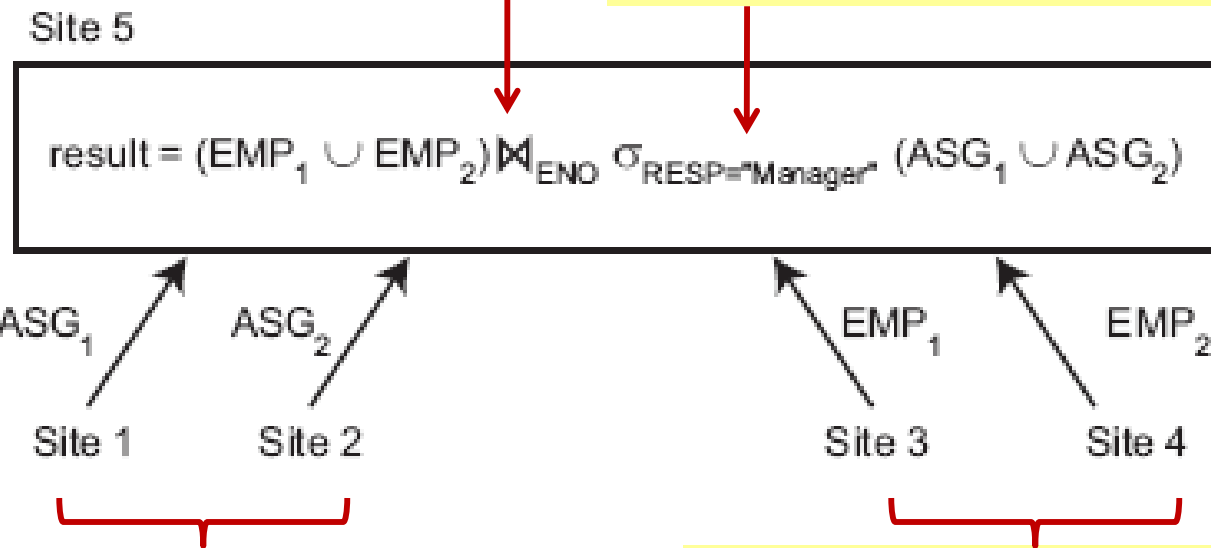 Site 5
result = (EMP₁ ∪ EMP₂)⋈ENO σRESP="Manager" (ASG₁ ∪ ASG₂)
ASG₁ ASG₂ EMP₁ EMP₂
Site 1 Site 2 Site 3 Site 4